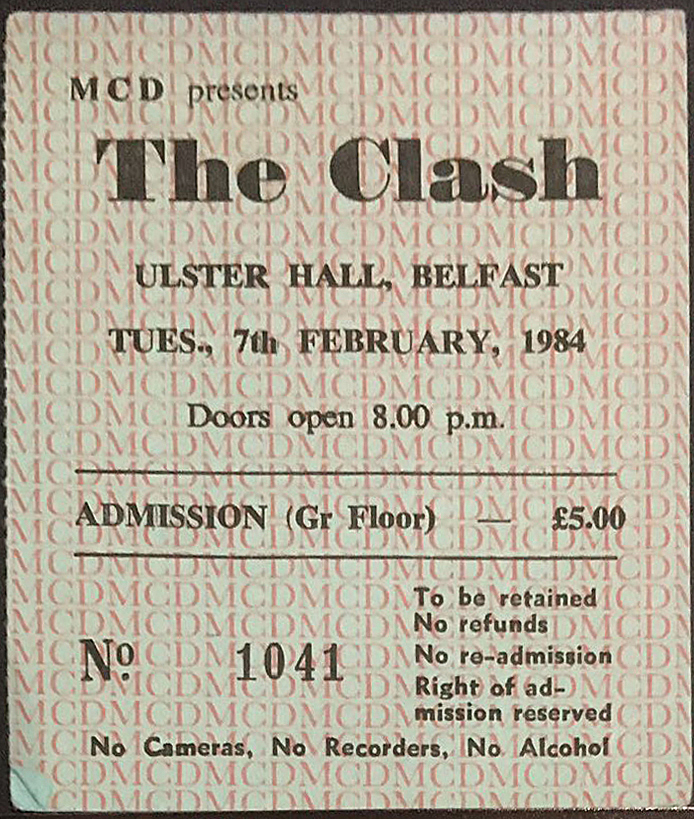 MCD presents
The Clash
ULSTER HALL, BELFAST
TUES., 7th FEBRUARY, 1984
Doors open 8.00 p.m.
ADMISSION (Gr Floor) — £5.00
To be retained
No refunds
Nº 1041 No re-admission
Right of ad-
mission reserved
No Cameras, No Recorders, No Alcohol